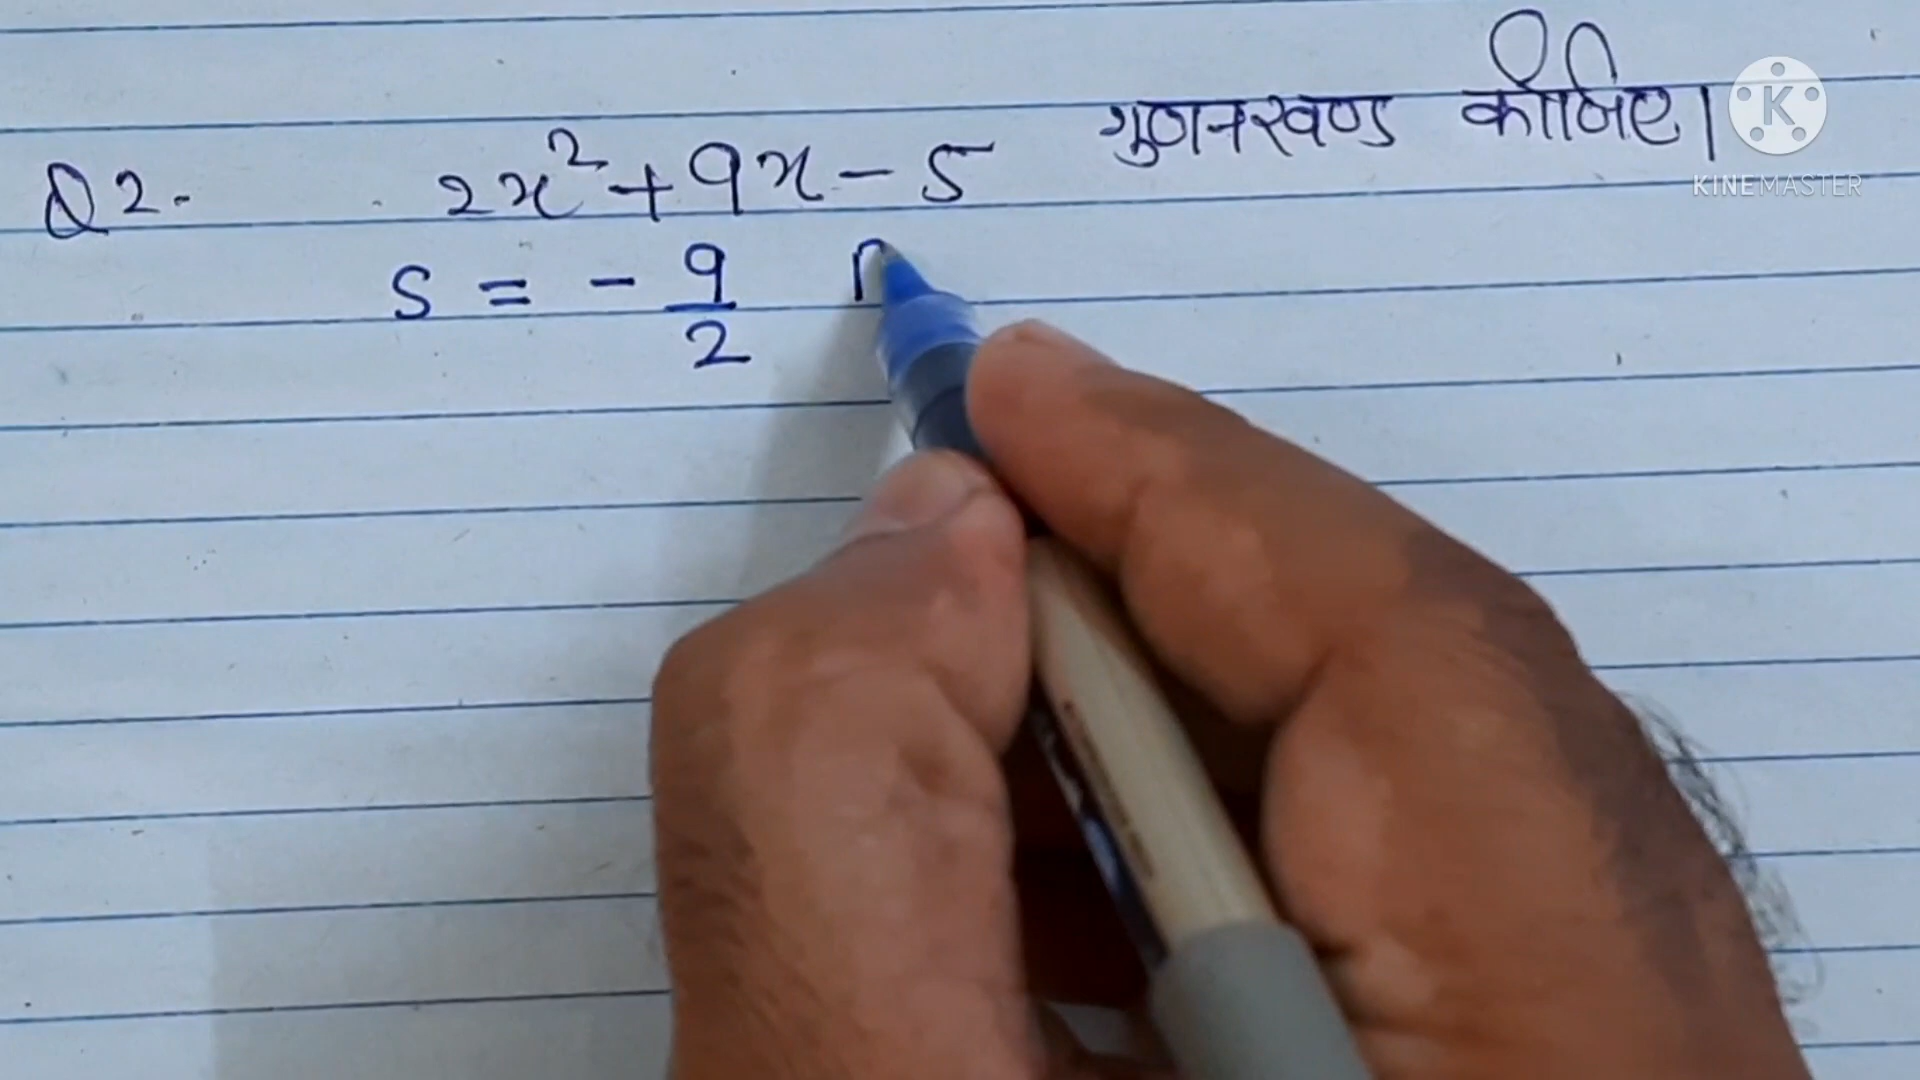 गुणनखण्ड कीजिए।
Q2. 2x² + 9x - 5
S = - 9/2 P
KINEMASTER